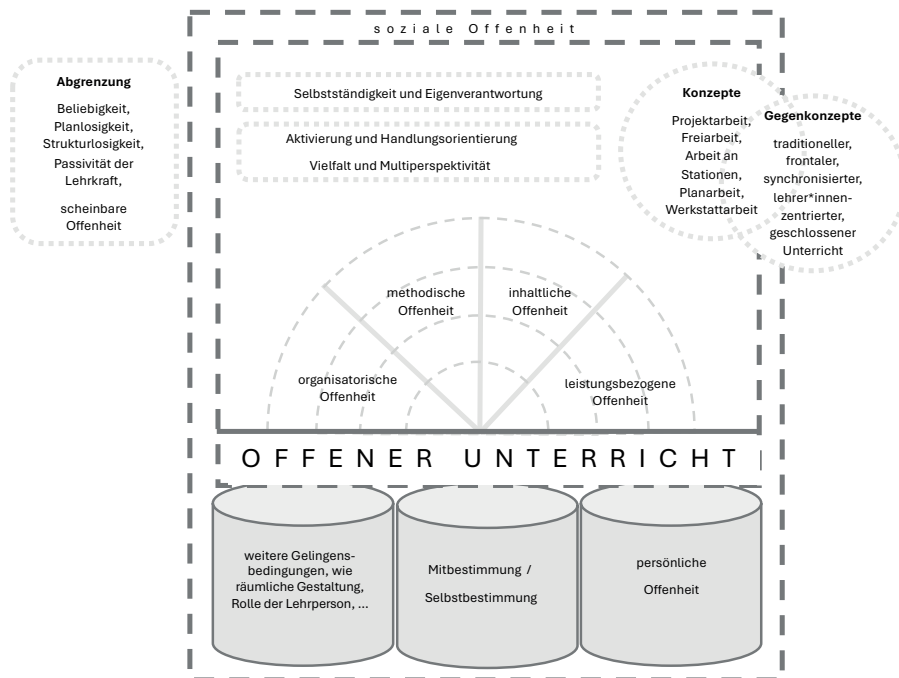 soziale Offenheit
Abgrenzung
Beliebigkeit,
Planlosigkeit,
Strukturlosigkeit,
Passivität der
Lehrkraft,
scheinbare
Offenheit
Selbstständigkeit und Eigenverantwortung
Aktivierung und Handlungsorientierung
Vielfalt und Multiperspektivität
Konzepte
Projektarbeit,
Freiarbeit,
Arbeit an
Stationen,
Planarbeit,
Werkstattarbeit
Gegenkonzepte
traditioneller,
frontaler,
synchronisierter,
lehrer*innen-
zentrierter,
geschlossener
Unterricht
methodische
Offenheit
inhaltliche
Offenheit
organisatorische
Offenheit
leistungsbezogene
Offenheit
OFFENER UNTERRICHT
weitere Gelingens-
bedingungen, wie
räumliche Gestaltung,
Rolle der Lehrperson, ...
Mitbestimmung /
Selbstbestimmung
persönliche
Offenheit